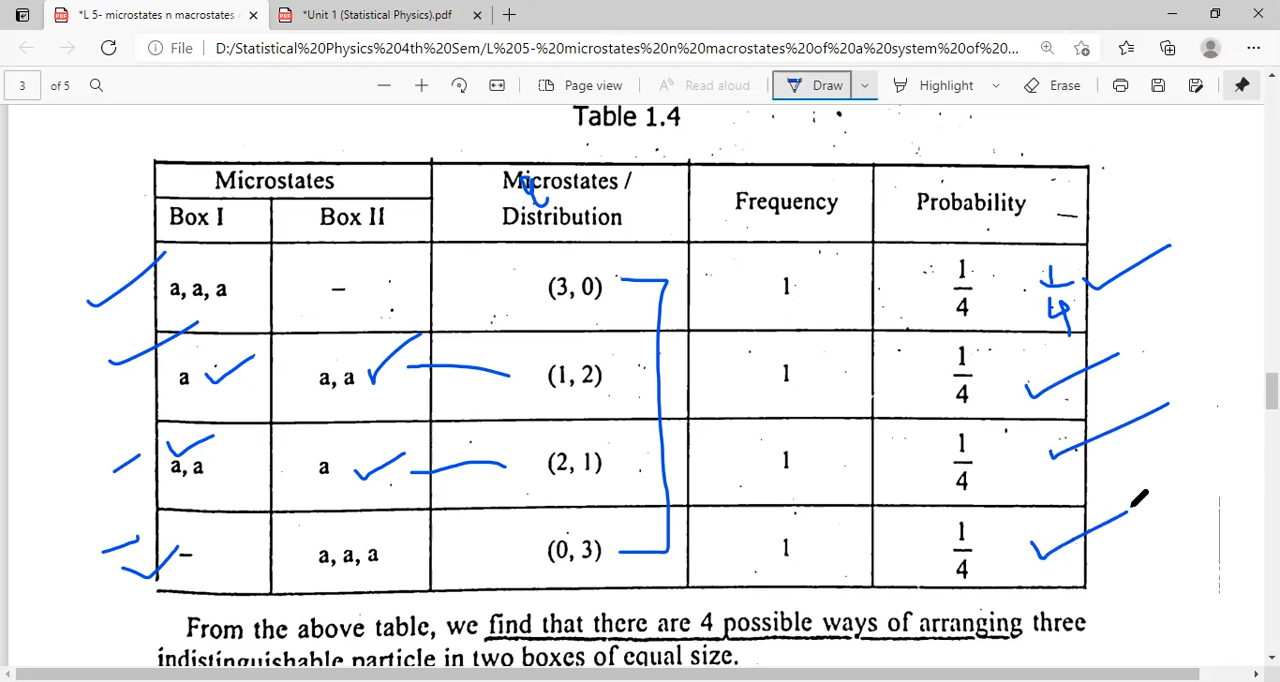 *L 5- microstates n macrostates
*Unit 1 (Statistical Physics).pdf
File D:/Statistical%20Physics%204th%20Sem/L%205-%20microstates%20n%20macrostates%20of%20a%20system%20of%20...
3 of 5 Page view Read aloud Draw Highlight Erase
Table 1.4
Microstates Microstates / Frequency Probability
Box I Box II Distribution
a, a, a – (3, 0) 1 1/4 1/4
a a, a (1, 2) 1 1/4
a, a a (2, 1) 1 1/4
– a, a, a (0, 3) 1 1/4
From the above table, we find that there are 4 possible ways of arranging three
indistinguishable particle in two boxes of equal size.